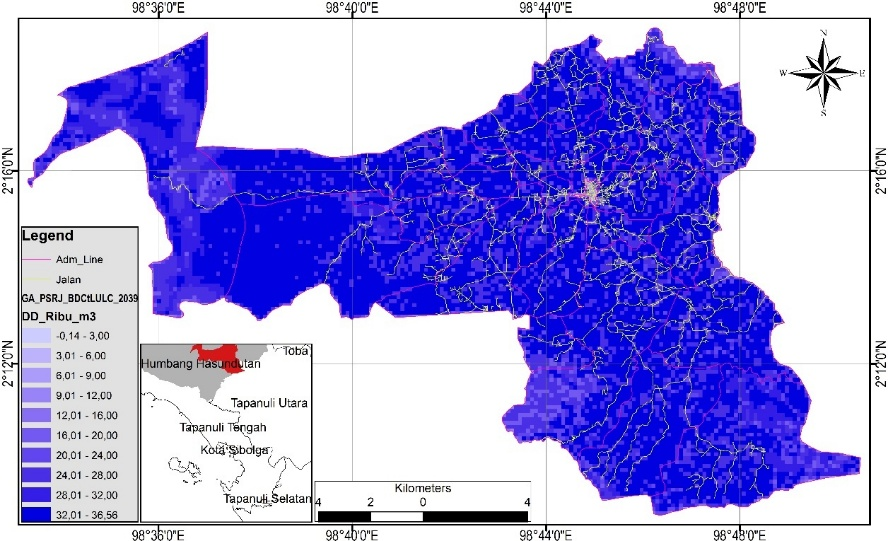 98°36'0"E 98°40'0"E 98°44'0"E 98°48'0"E
N
W E
S
2°16'0"N 2°16'0"N
Legend
Adm_Line
Jalan
GA_PSRJ_BDCtLULC_2039
DD_Ribu_m3
-0,14 - 3,00
3,01 - 6,00
6,01 - 9,00
9,01 - 12,00
12,01 - 16,00
16,01 - 20,00
20,01 - 24,00
24,01 - 28,00
28,01 - 32,00
32,01 - 36,56
Toba
Humbang Hasundutan
Tapanuli Utara
Tapanuli Tengah
Kota Sibolga
Tapanuli Selatan
2°12'0"N 2°12'0"N
Kilometers
4 2 0 4
98°36'0"E 98°40'0"E 98°44'0"E 98°48'0"E